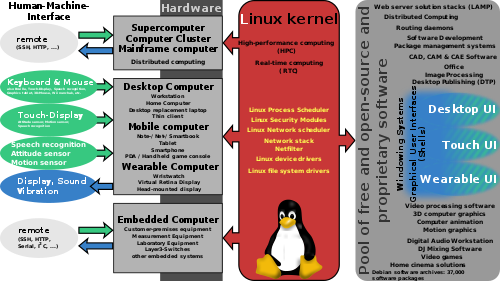 Human-Machine-
Interface
remote
(SSH, HTTP, ...)
Keyboard & Mouse
Touch-Display
Speech recognition
Attitude sensor
Motion sensor
Display, Sound
Vibration
remote
(SSH, HTTP,
Serial, I²C, ...)
Hardware
Supercomputer
Computer Cluster
Mainframe computer
Distributed computing
Desktop Computer
Workstation
Home Computer
Desktop replacement laptop
Thin client
Mobile computer
Note-/Net/ Smartbook
Tablet
Smartphone
PDA / Handheld game console
Wearable Computer
Wristwatch
Virtual Retina Display
Head-mounted display
Embedded Computer
Customer-premises equipment
Measurement Equipment
Laboratory Equipment
Layer3-Switches
other embedded systems
Linux kernel
High-performance computing
(HPC)
Real-time computing
(RTC)
Linux Process Scheduler
Linux Security Modules
Linux Network scheduler
Network stack
Netfilter
Linux device drivers
Linux file system drivers
Pool of free and open-source and
proprietary software
Web server solution stacks (LAMP)
Distributed Computing
Routing daemons
Software Development
Package management systems
CAD, CAM & CAE Software
Office
Image Processing
Desktop Publishing (DTP)
Windowing Systems
Graphical User Interfaces
(Shells)
Desktop UI
Touch UI
Wearable UI
Video processing software
3D computer graphics
Computer animation
Motion graphics
Digital Audio Workstation
DJ Mixing Software
Video games
Home cinema solutions
Debian software archives: 37,000
software packages